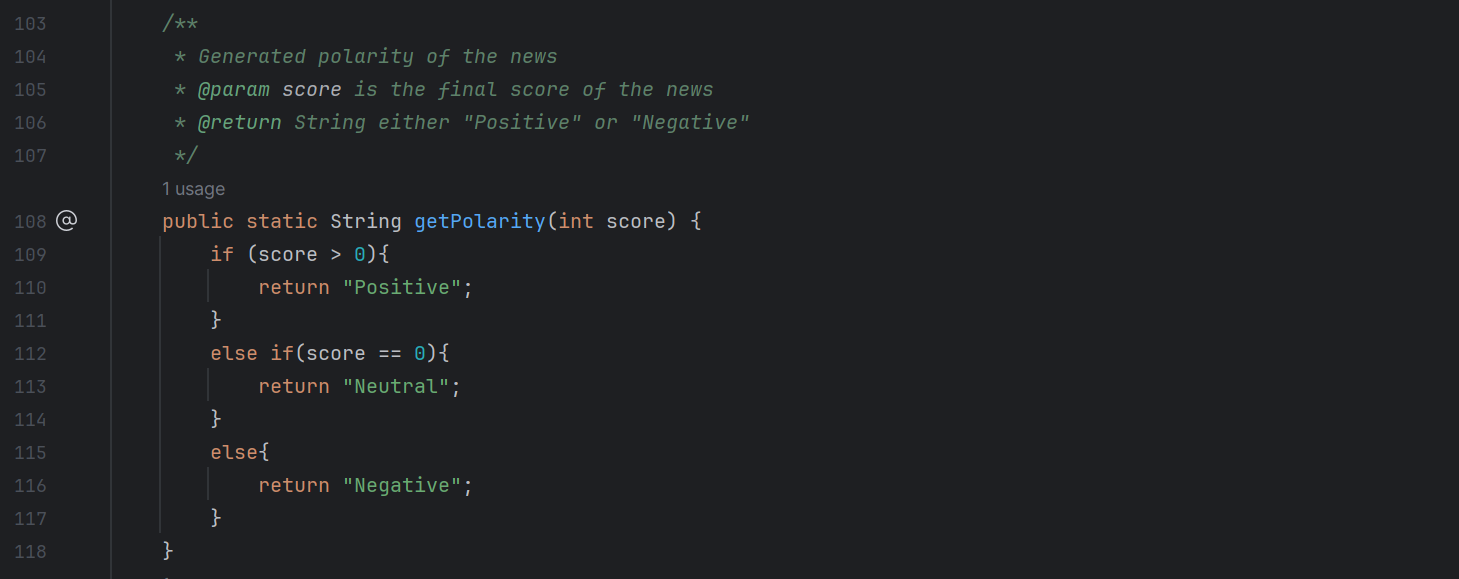 103 /**
104 * Generated polarity of the news
105 * @param score is the final score of the news
106 * @return String either "Positive" or "Negative"
107 */
1 usage
108 @ public static String getPolarity(int score) {
109 if (score > 0){
110 return "Positive";
111 }
112 else if(score == 0){
113 return "Neutral";
114 }
115 else{
116 return "Negative";
117 }
118 }